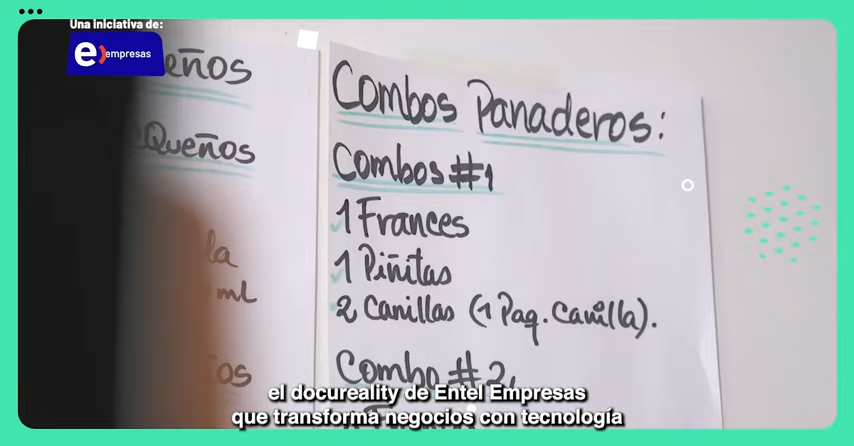 Una iniciativa de:
e) empresas
eños
Queños
la
ml
os
Combos Panaderos:
Combos #1
1 Frances
1 Piñitas
2 Canillas (1 Paq. Canilla).
Combo #2
el docureality de Entel Empresas
que transforma negocios con tecnología